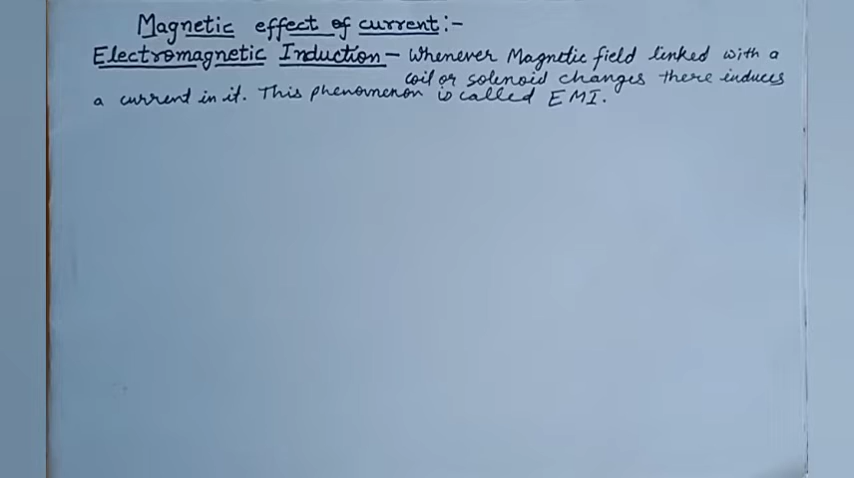 Magnetic effect of current:-
Electromagnetic Induction - Whenever Magnetic field linked with a
coil or solenoid changes there induces
a current in it. This phenomenon is called EMI.